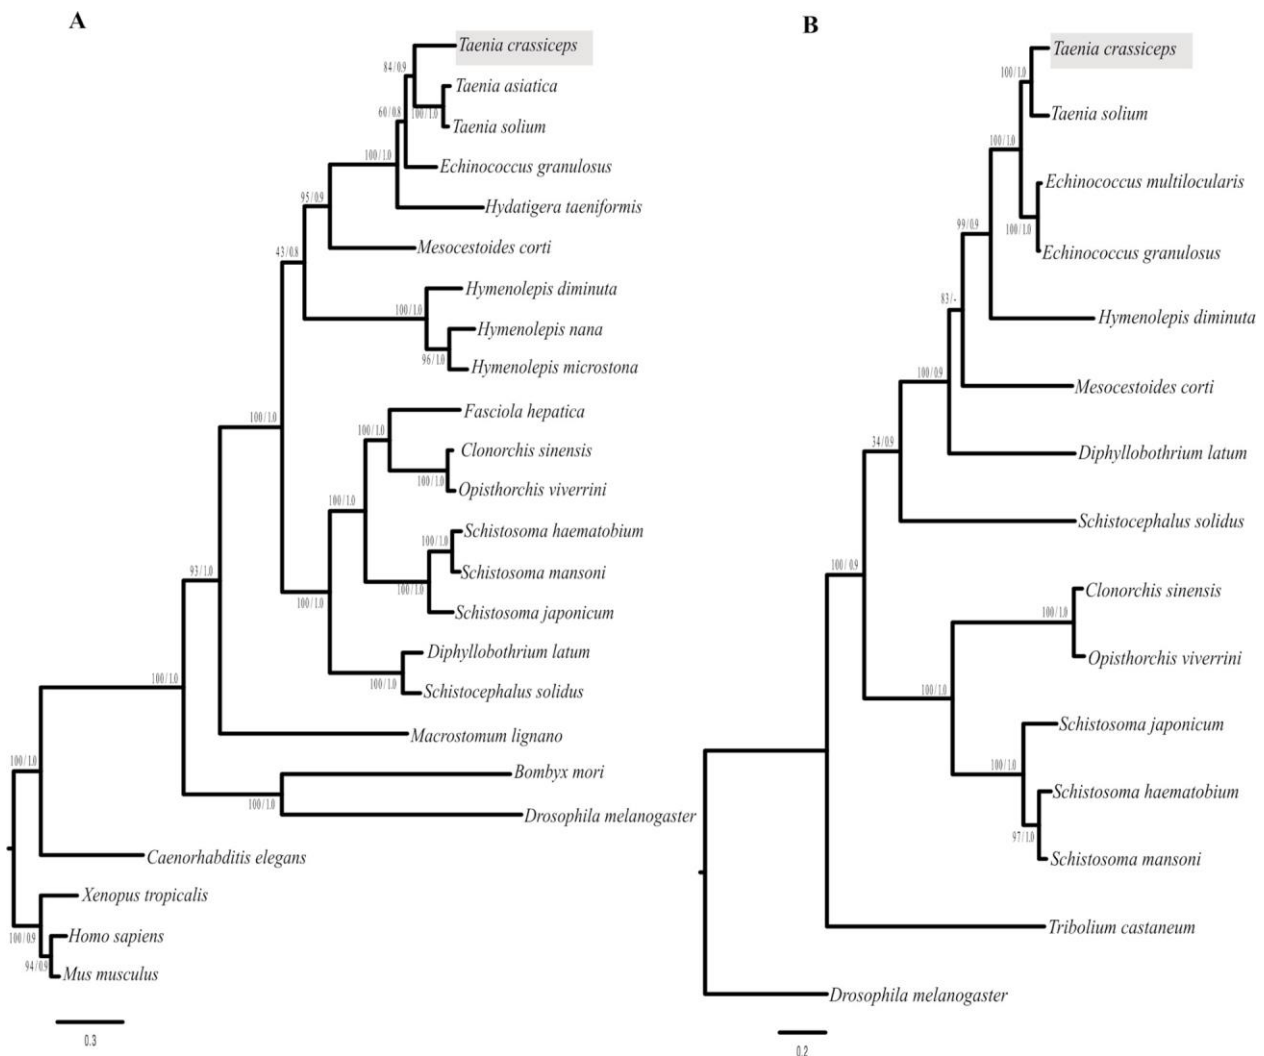 A
Taenia crassiceps
84/0.9
Taenia asiatica
100/1.0
60/0.8
Taenia solium
100/1.0
Echinococcus granulosus
95/0.9
Hydatigera taeniformis
43/0.8
Mesocestoides corti
Hymenolepis diminuta
100/1.0
Hymenolepis nana
96/1.0
Hymenolepis microstona
Fasciola hepatica
100/1.0
100/1.0
Clonorchis sinensis
100/1.0
Opisthorchis viverrini
100/1.0
Schistosoma haematobium
100/1.0
Schistosoma mansoni
93/1.0
100/1.0
100/1.0
Schistosoma japonicum
Diphyllobothrium latum
100/1.0
100/1.0
Schistocephalus solidus
Macrostomum lignano
100/1.0
Bombyx mori
100/1.0
Drosophila melanogaster
Caenorhabditis elegans
Xenopus tropicalis
100/0.9
Homo sapiens
94/0.9
Mus musculus
0.3
B
Taenia crassiceps
100/1.0
Taenia solium
100/1.0
Echinococcus multilocularis
99/0.9
100/1.0
Echinococcus granulosus
83/-
Hymenolepis diminuta
100/0.9
Mesocestoides corti
34/0.9
Diphyllobothrium latum
Schistocephalus solidus
100/0.9
Clonorchis sinensis
100/1.0
Opisthorchis viverrini
100/1.0
Schistosoma japonicum
100/1.0
Schistosoma haematobium
97/1.0
Schistosoma mansoni
Tribolium castaneum
Drosophila melanogaster
0.2